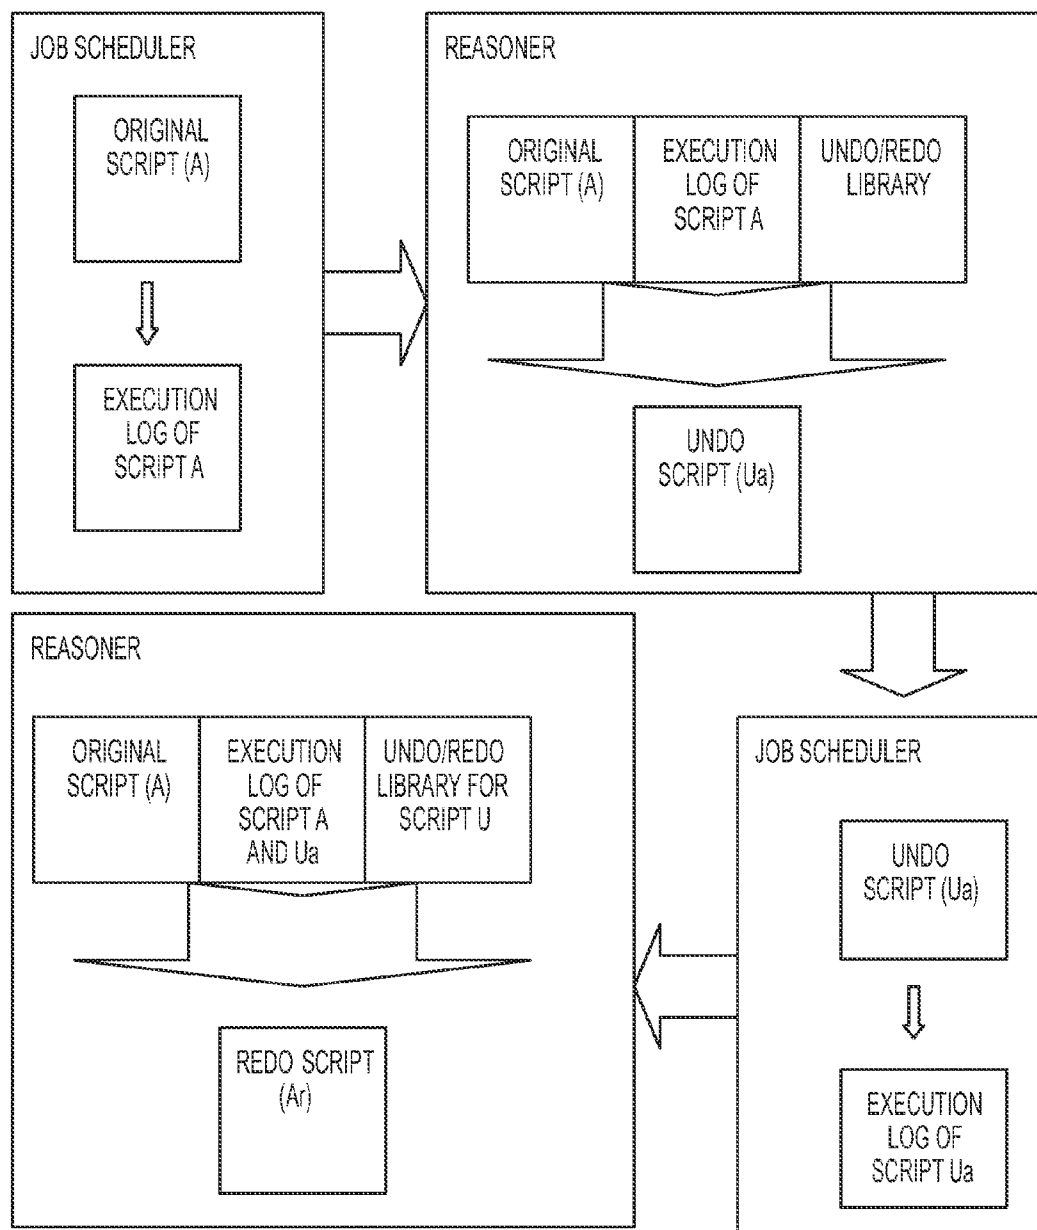 JOB SCHEDULER
ORIGINAL
SCRIPT (A)
EXECUTION
LOG OF
SCRIPT A
REASONER
ORIGINAL
SCRIPT (A)
EXECUTION
LOG OF
SCRIPT A
UNDO/REDO
LIBRARY
UNDO
SCRIPT (Ua)
JOB SCHEDULER
UNDO
SCRIPT (Ua)
EXECUTION
LOG OF
SCRIPT Ua
REASONER
ORIGINAL
SCRIPT (A)
EXECUTION
LOG OF
SCRIPT A
AND Ua
UNDO/REDO
LIBRARY FOR
SCRIPT U
REDO SCRIPT
(Ar)